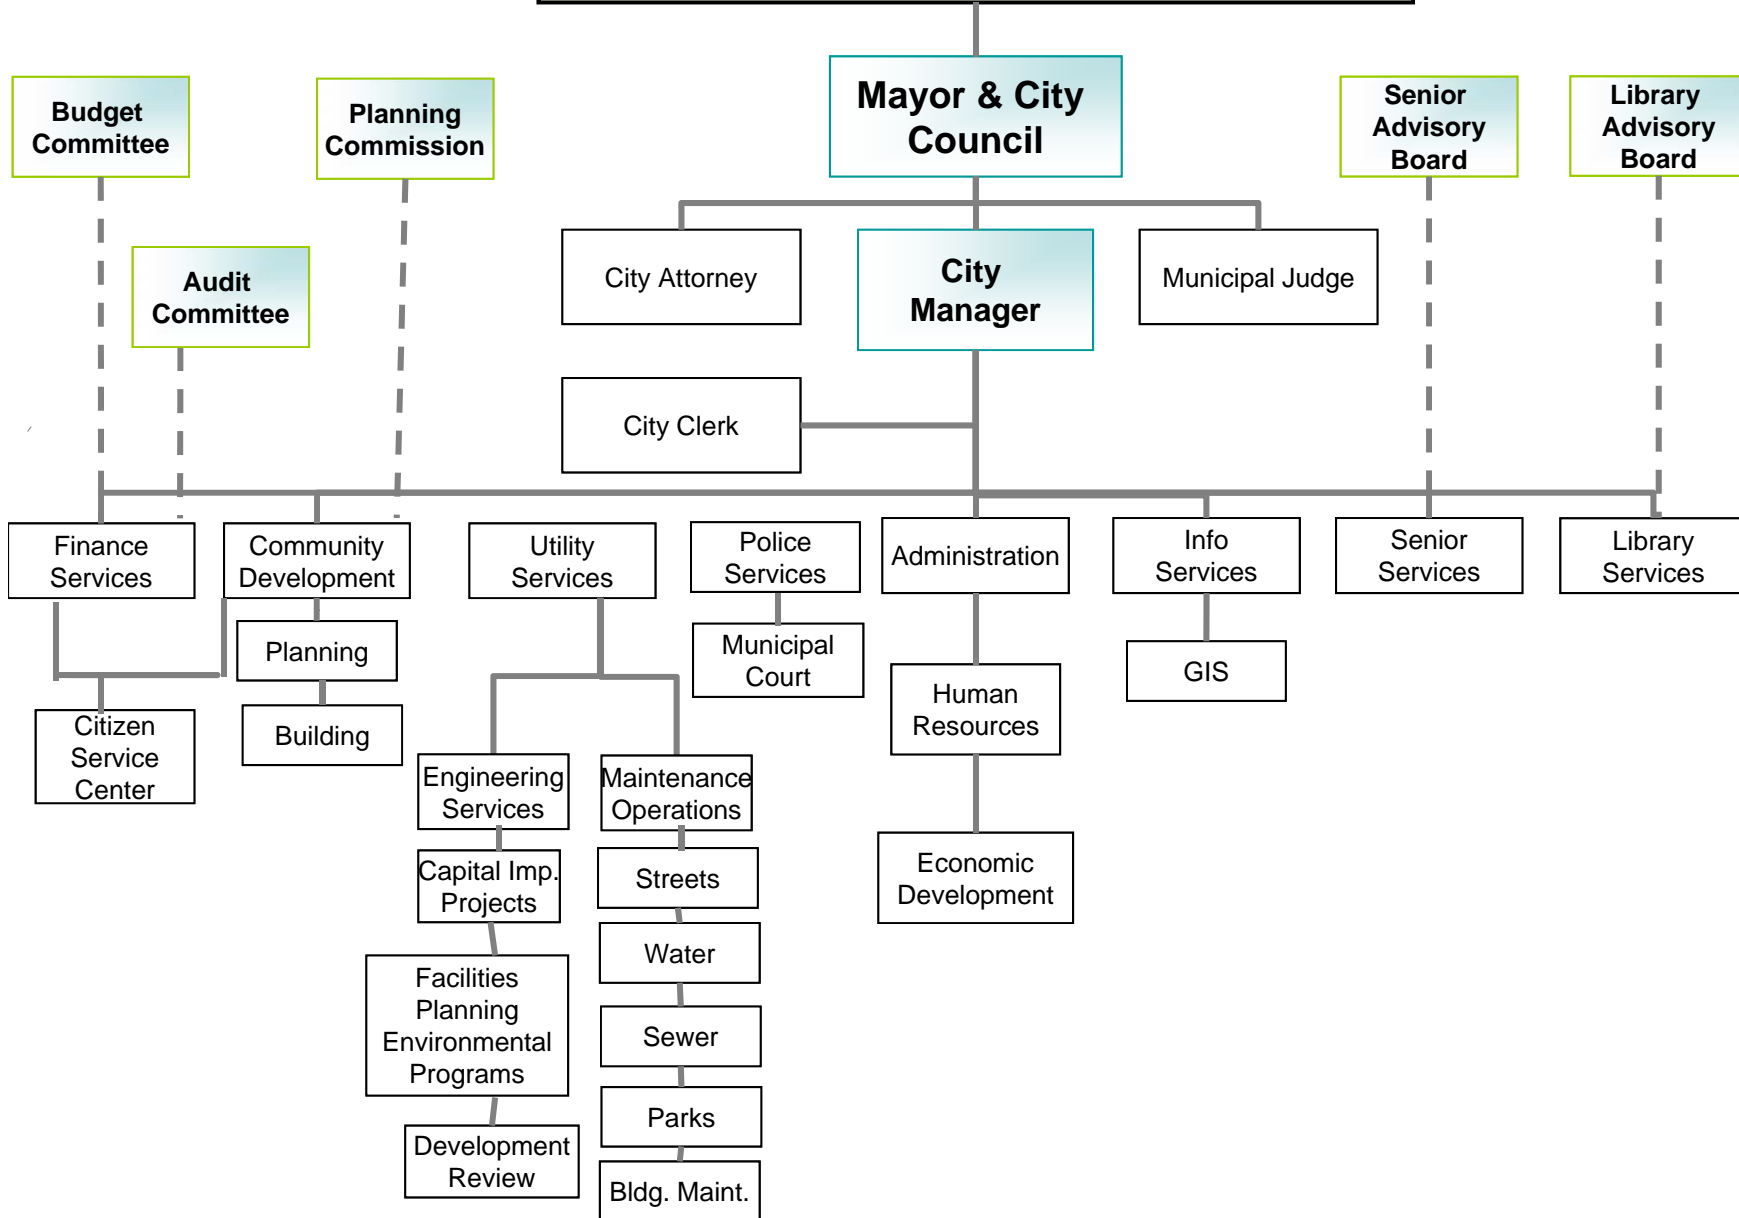 Budget
Committee
Planning
Commission
Mayor & City
Council
Senior
Advisory
Board
Library
Advisory
Board
Audit
Committee
City Attorney
City
Manager
Municipal Judge
City Clerk
Finance
Services
Community
Development
Utility
Services
Police
Services
Administration
Info
Services
Senior
Services
Library
Services
Planning
Municipal
Court
GIS
Citizen
Service
Center
Building
Human
Resources
Engineering
Services
Maintenance
Operations
Capital Imp.
Projects
Streets
Economic
Development
Water
Facilities
Planning
Environmental
Programs
Sewer
Parks
Development
Review
Bldg. Maint.